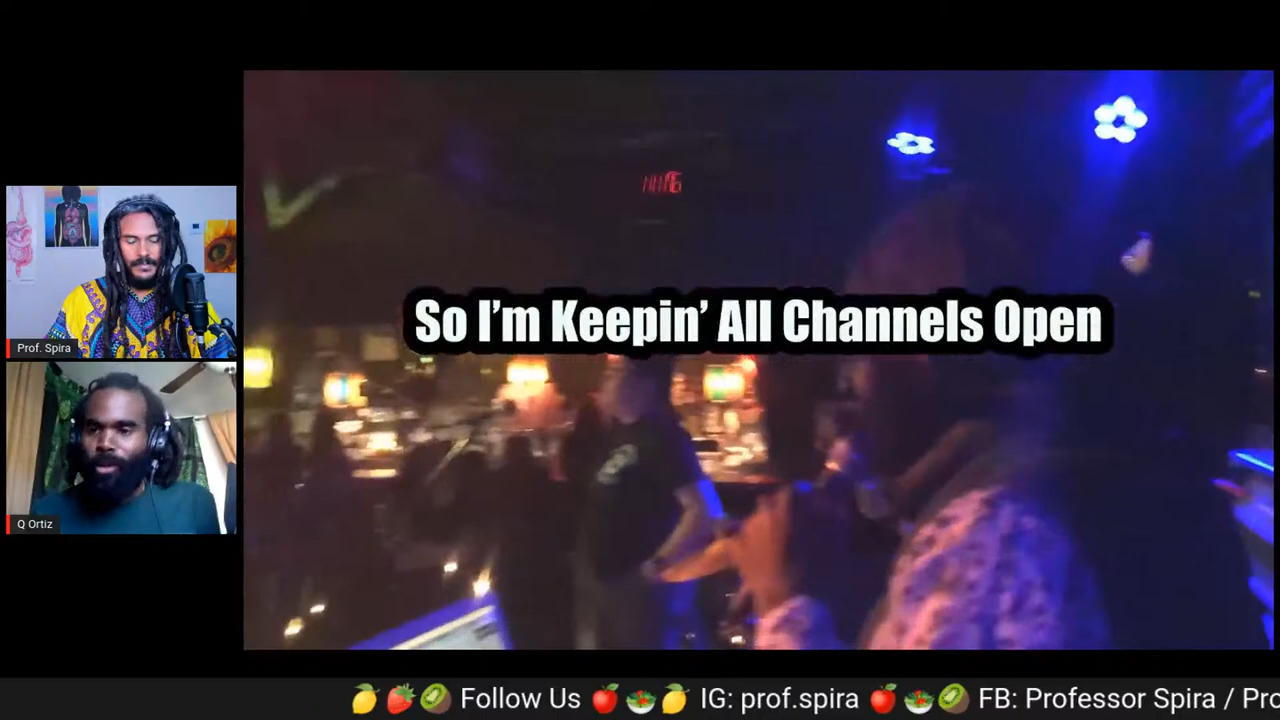 So I'm Keepin' All Channels Open
Prof. Spira
Q Ortiz
🍋 🍓 🥝 Follow Us 🍎 🥗 🍋 IG: prof.spira 🍎 🥗 🥝 FB: Professor Spira / Pro